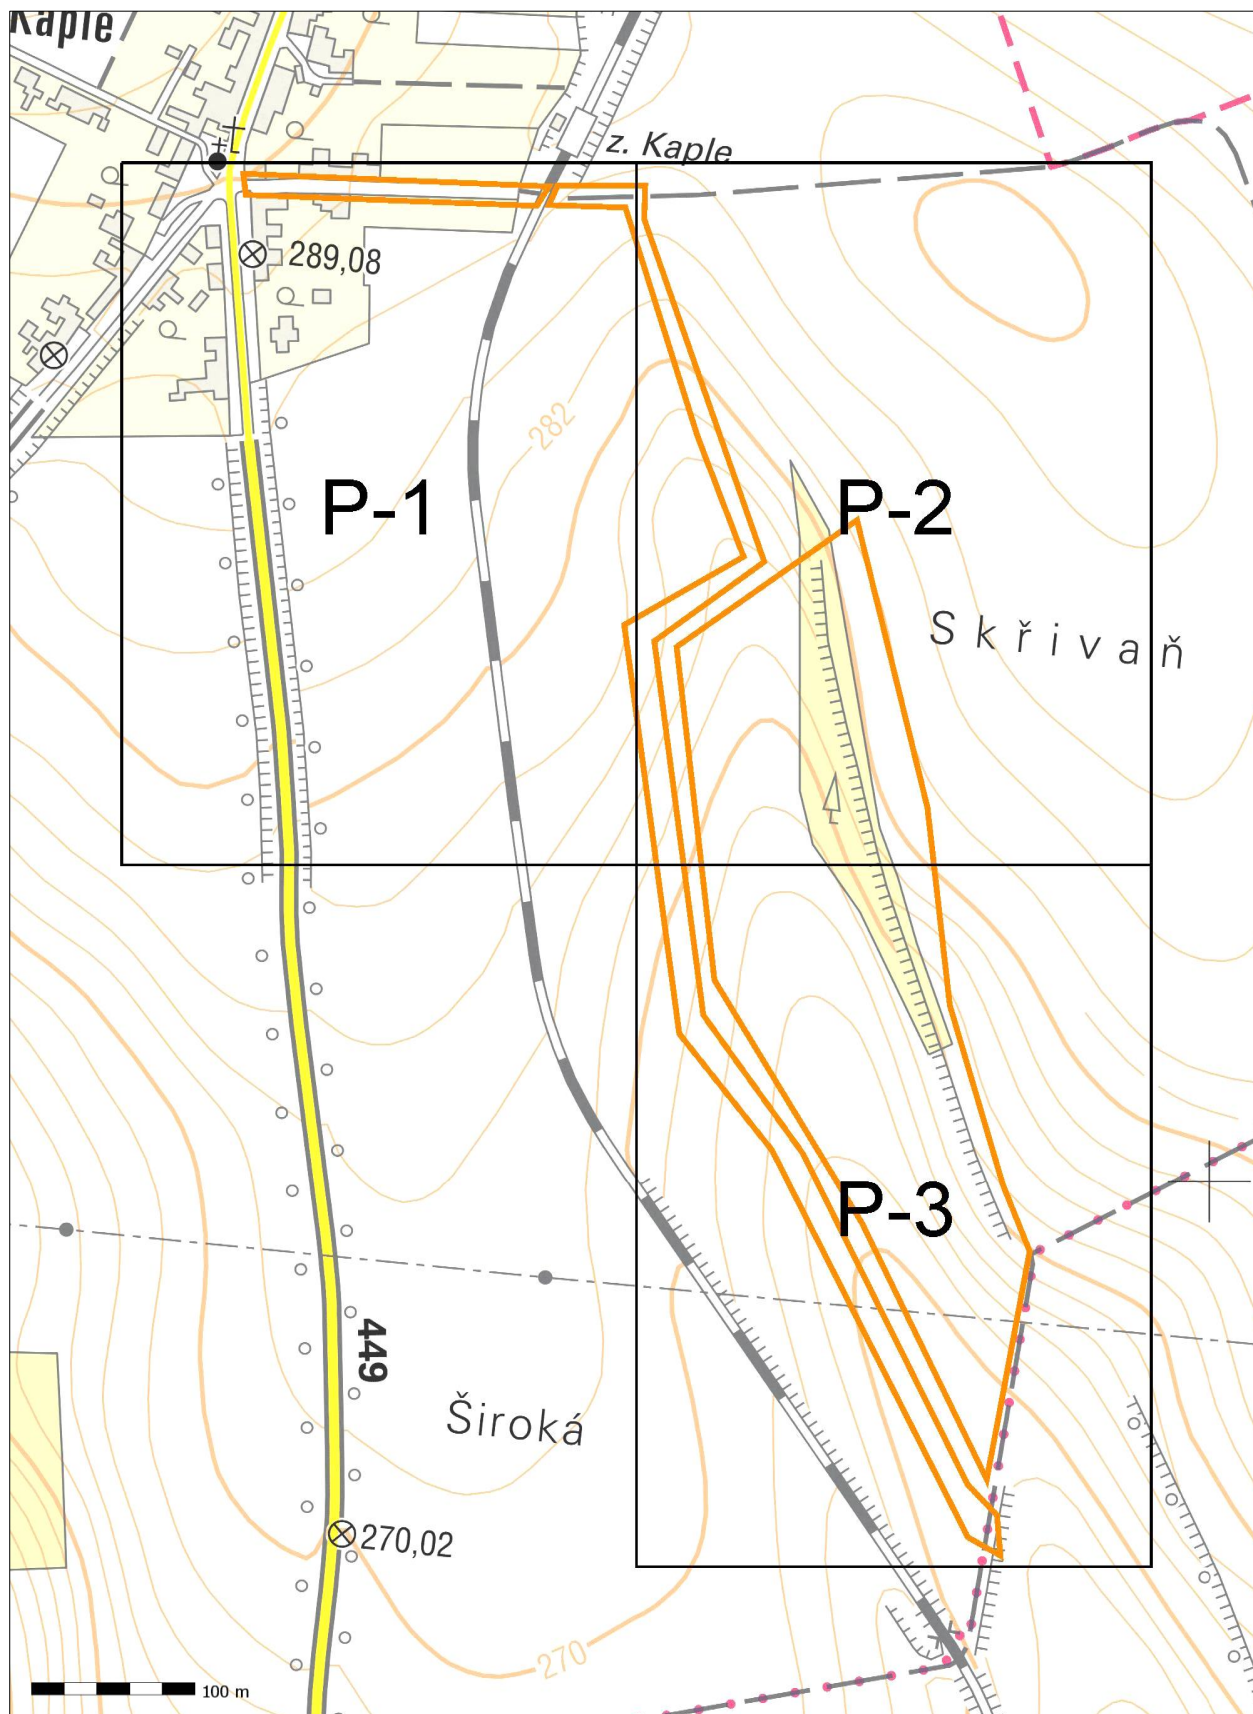 Kaple
z. Kaple
289,08
282
P-1
P-2
Skřivaň
P-3
449
Široká
270,02
270
100 m